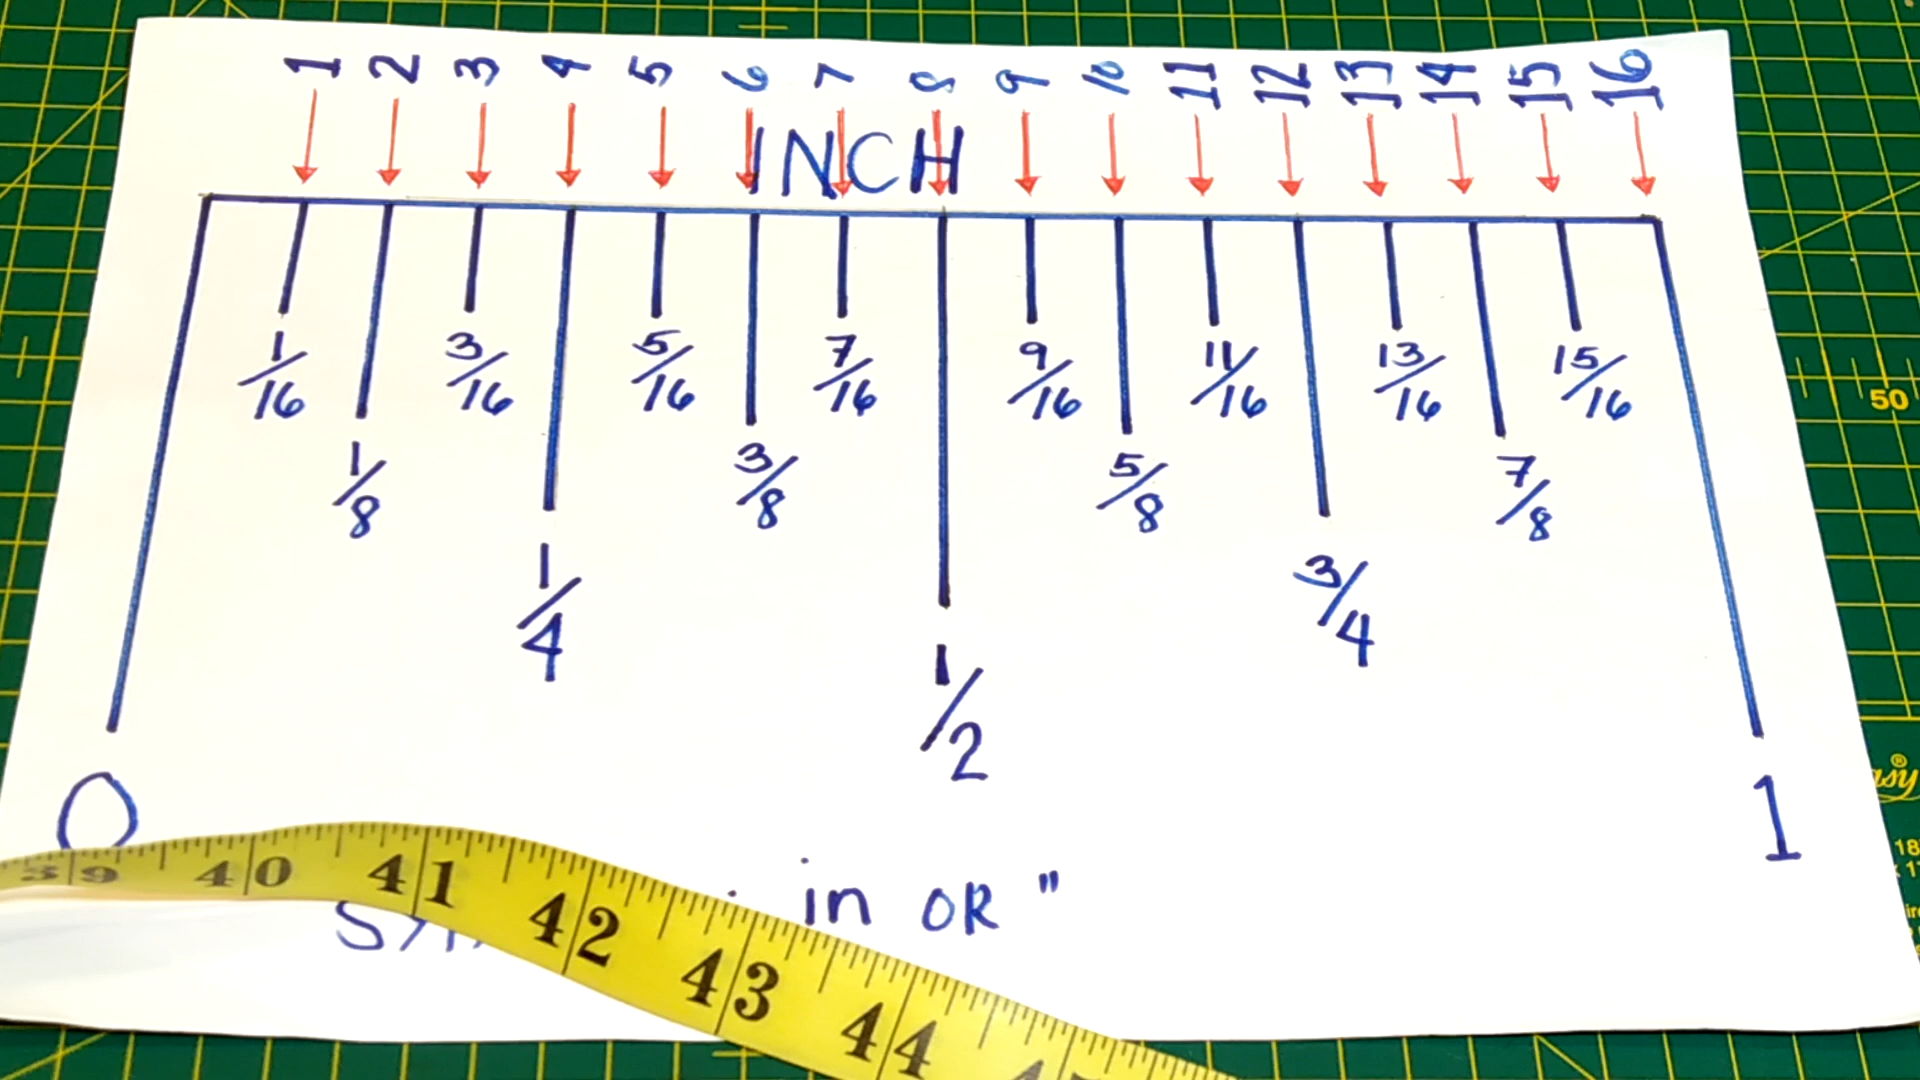 1 2 3 4 5 6 7 8 9 10 11 12 13 14 15 16
INCH
1/16 3/16 5/16 7/16 9/16 11/16 13/16 15/16
1/8 3/8 5/8 7/8
1/4 3/4
1/2
0 1
in OR "
39 40 41 42 43 44
50